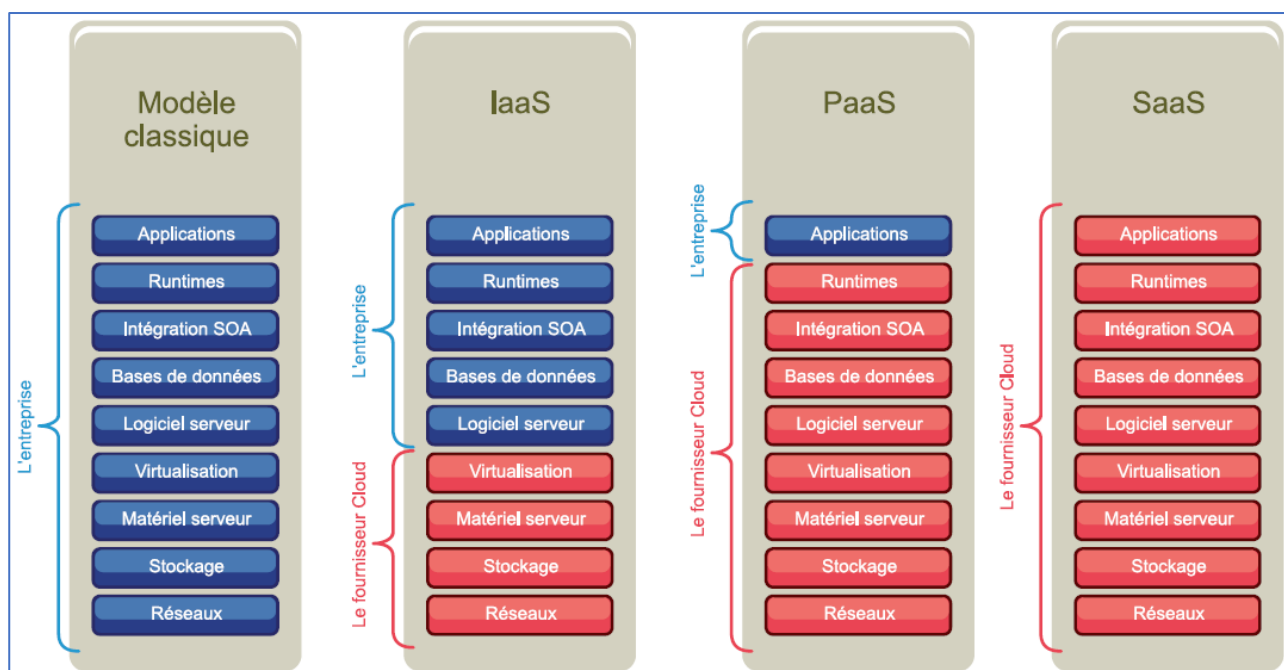 Modèle
classique
L'entreprise
Applications
Runtimes
Intégration SOA
Bases de données
Logiciel serveur
Virtualisation
Matériel serveur
Stockage
Réseaux
IaaS
L'entreprise
Applications
Runtimes
Intégration SOA
Bases de données
Logiciel serveur
Le fournisseur Cloud
Virtualisation
Matériel serveur
Stockage
Réseaux
PaaS
L'entreprise
Applications
Le fournisseur Cloud
Runtimes
Intégration SOA
Bases de données
Logiciel serveur
Virtualisation
Matériel serveur
Stockage
Réseaux
SaaS
Le fournisseur Cloud
Applications
Runtimes
Intégration SOA
Bases de données
Logiciel serveur
Virtualisation
Matériel serveur
Stockage
Réseaux